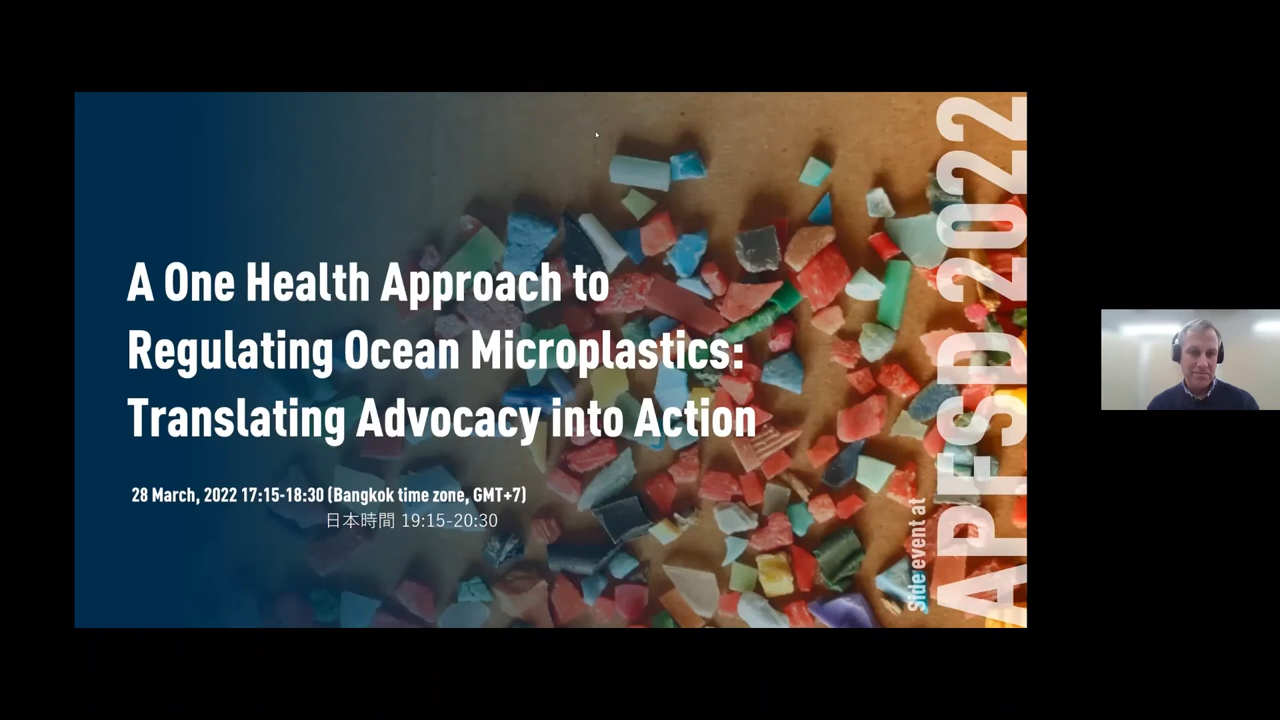 A One Health Approach to
Regulating Ocean Microplastics:
Translating Advocacy into Action
28 March, 2022 17:15-18:30 (Bangkok time zone, GMT+7)
日本時間 19:15-20:30
Side event at
APFSD 2022